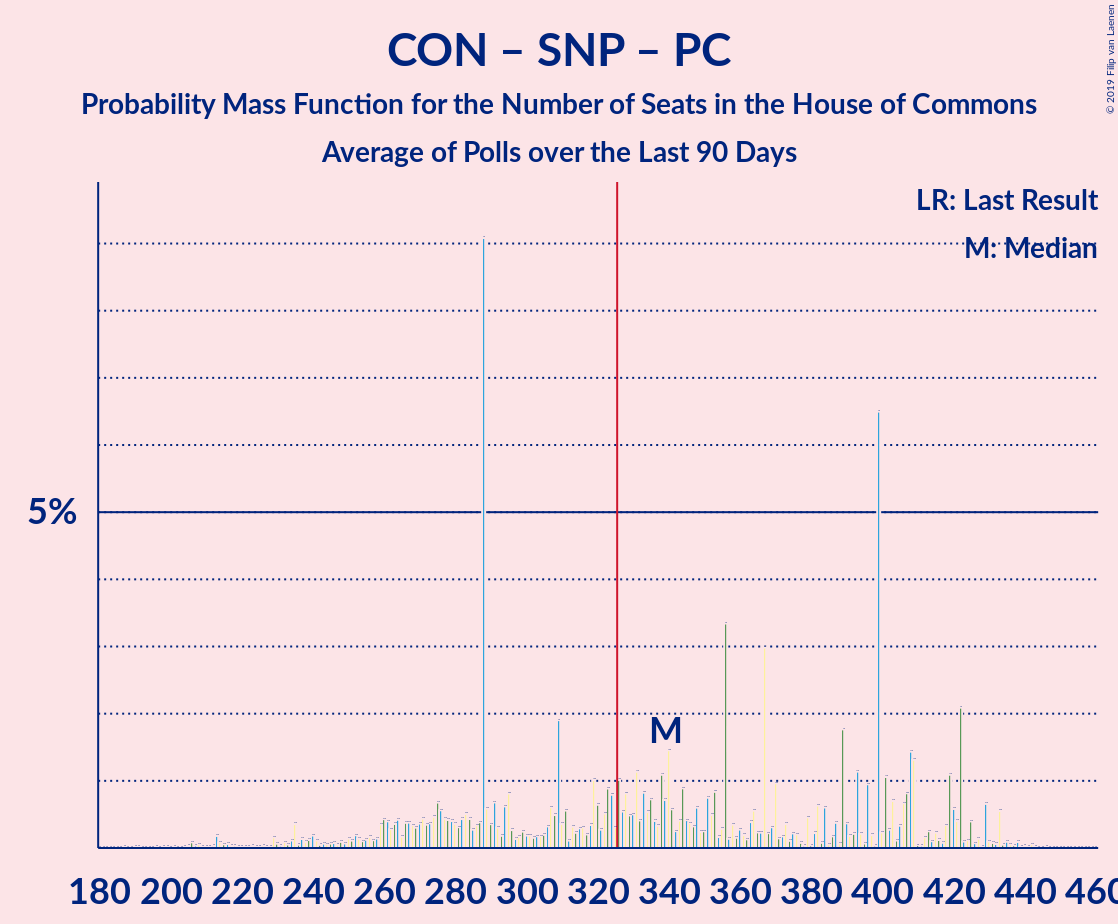 CON – SNP – PC
Probability Mass Function for the Number of Seats in the House of Commons
Average of Polls over the Last 90 Days
© 2019 Filip van Laenen
LR: Last Result
M: Median
5%
M
180 200 220 240 260 280 300 320 340 360 380 400 420 440 460